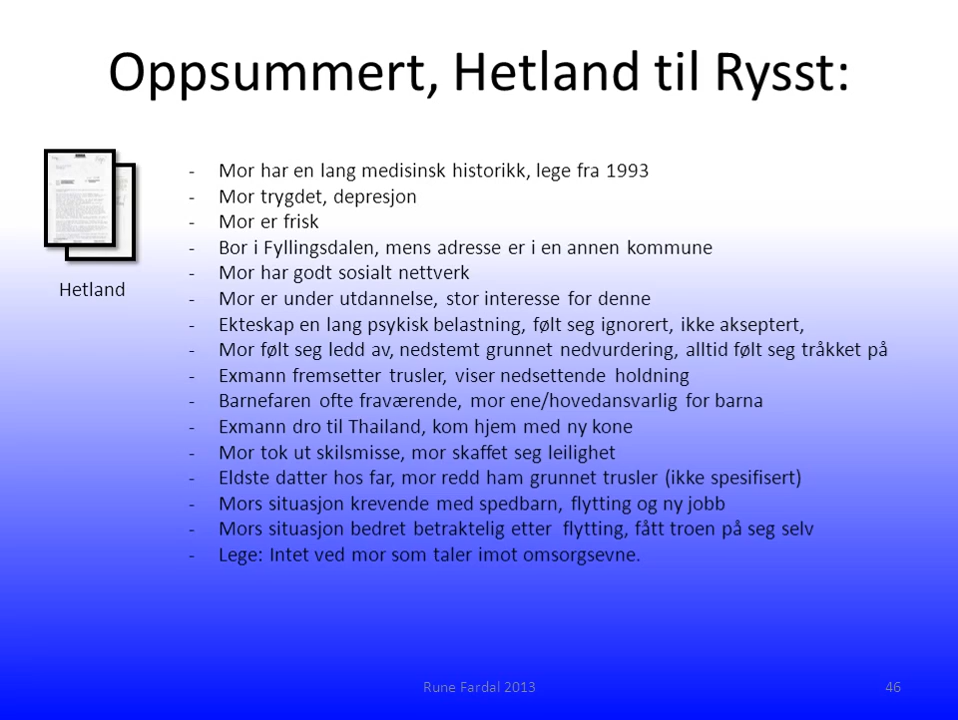 Oppsummert, Hetland til Rysst:
Hetland
- Mor har en lang medisinsk historikk, lege fra 1993
- Mor trygdet, depresjon
- Mor er frisk
- Bor i Fyllingsdalen, mens adresse er i en annen kommune
- Mor har godt sosialt nettverk
- Mor er under utdannelse, stor interesse for denne
- Ekteskap en lang psykisk belastning, følt seg ignorert, ikke akseptert,
- Mor følt seg ledd av, nedstemt grunnet nedvurdering, alltid følt seg tråkket på
- Exmann fremsetter trusler, viser nedsettende holdning
- Barnefaren ofte fraværende, mor ene/hovedansvarlig for barna
- Exmann dro til Thailand, kom hjem med ny kone
- Mor tok ut skilsmisse, mor skaffet seg leilighet
- Eldste datter hos far, mor redd ham grunnet trusler (ikke spesifisert)
- Mors situasjon krevende med spedbarn, flytting og ny jobb
- Mors situasjon bedret betraktelig etter flytting, fått troen på seg selv
- Lege: Intet ved mor som taler imot omsorgsevne.
Rune Fardal 2013
46